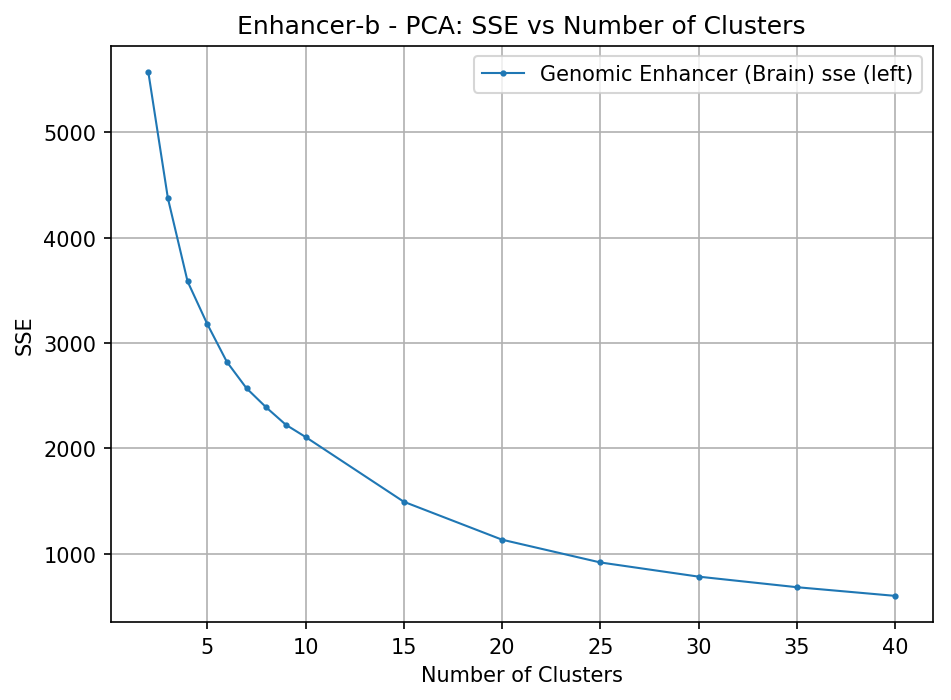 Enhancer-b - PCA: SSE vs Number of Clusters
Genomic Enhancer (Brain) sse (left)
5000
4000
3000
2000
1000
SSE
5 10 15 20 25 30 35 40
Number of Clusters